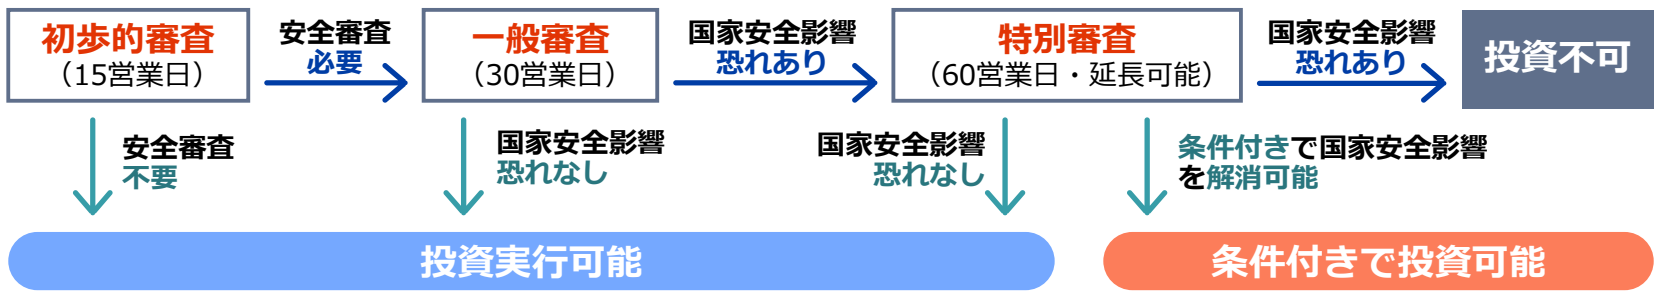 初歩的審査
（15営業日）
安全審査
必要
一般審査
（30営業日）
国家安全影響
恐れあり
特別審査
（60営業日・延長可能）
国家安全影響
恐れあり
投資不可
安全審査
不要
国家安全影響
恐れなし
国家安全影響
恐れなし
条件付きで国家安全影響
を解消可能
投資実行可能
条件付きで投資可能